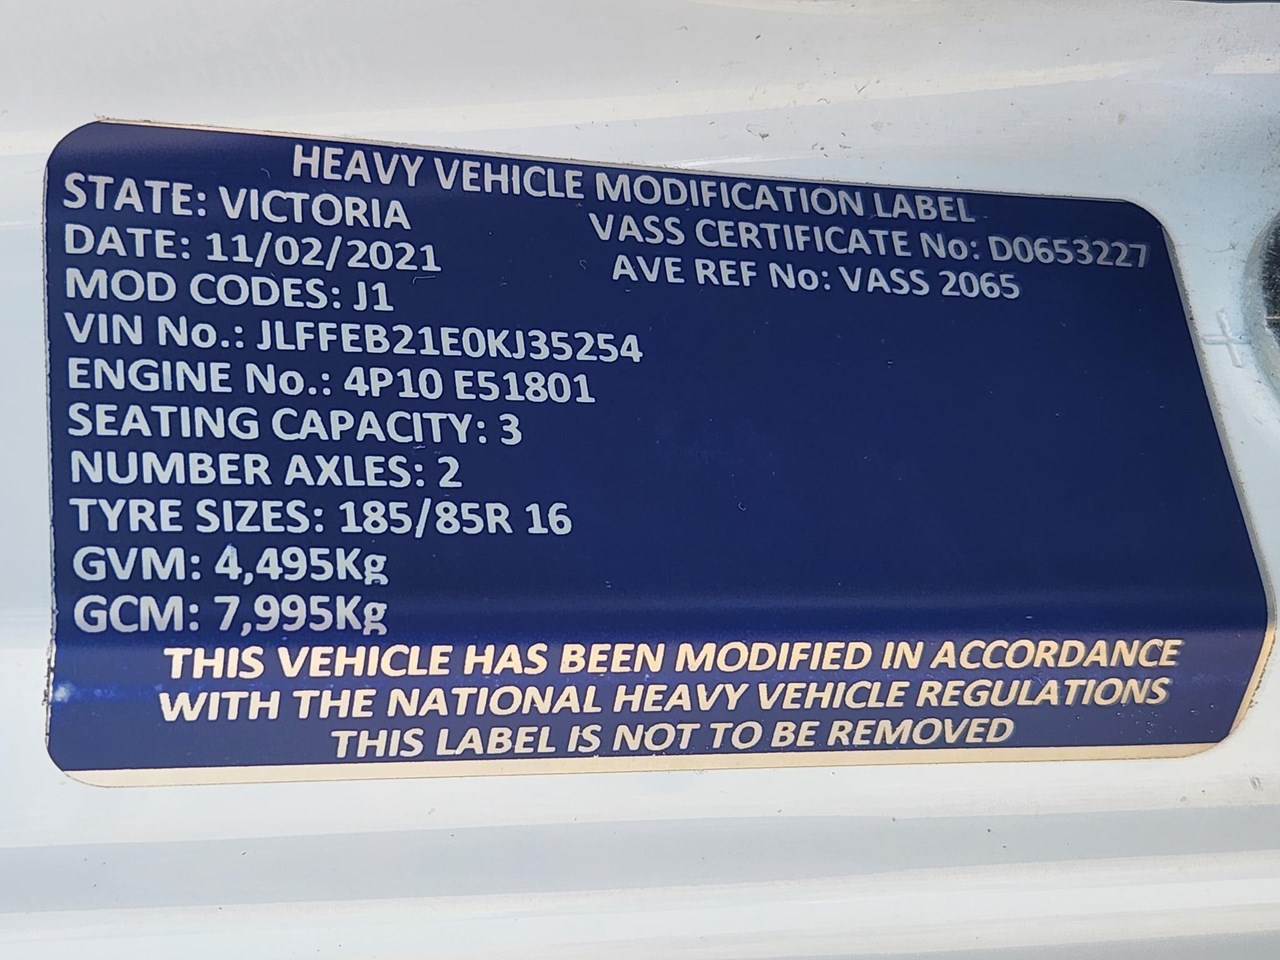 HEAVY VEHICLE MODIFICATION LABEL
STATE: VICTORIA
VASS CERTIFICATE No: D0653227
DATE: 11/02/2021
AVE REF No: VASS 2065
MOD CODES: J1
VIN No.: JLFFEB21E0KJ35254
ENGINE No.: 4P10 E51801
SEATING CAPACITY: 3
NUMBER AXLES: 2
TYRE SIZES: 185/85R 16
GVM: 4,495Kg
GCM: 7,995Kg
THIS VEHICLE HAS BEEN MODIFIED IN ACCORDANCE
WITH THE NATIONAL HEAVY VEHICLE REGULATIONS
THIS LABEL IS NOT TO BE REMOVED